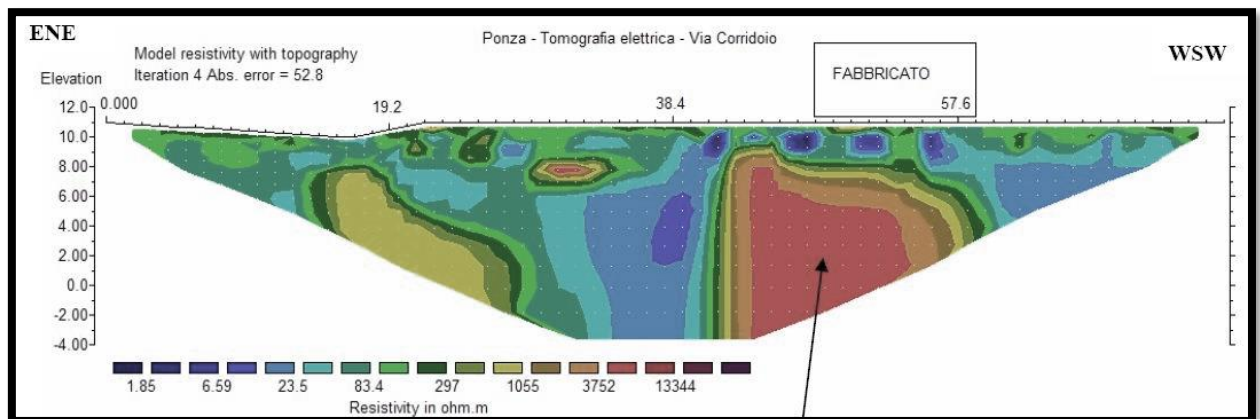 ENE
Ponza - Tomografia elettrica - Via Corridoio
WSW
Model resistivity with topography
Iteration 4 Abs. error = 52.8
FABBRICATO
Elevation
0.000 19.2 38.4 57.6
12.0
10.0
8.00
6.00
4.00
2.00
0.0
-2.00
-4.00
1.85 6.59 23.5 83.4 297 1055 3752 13344
Resistivity in ohm.m